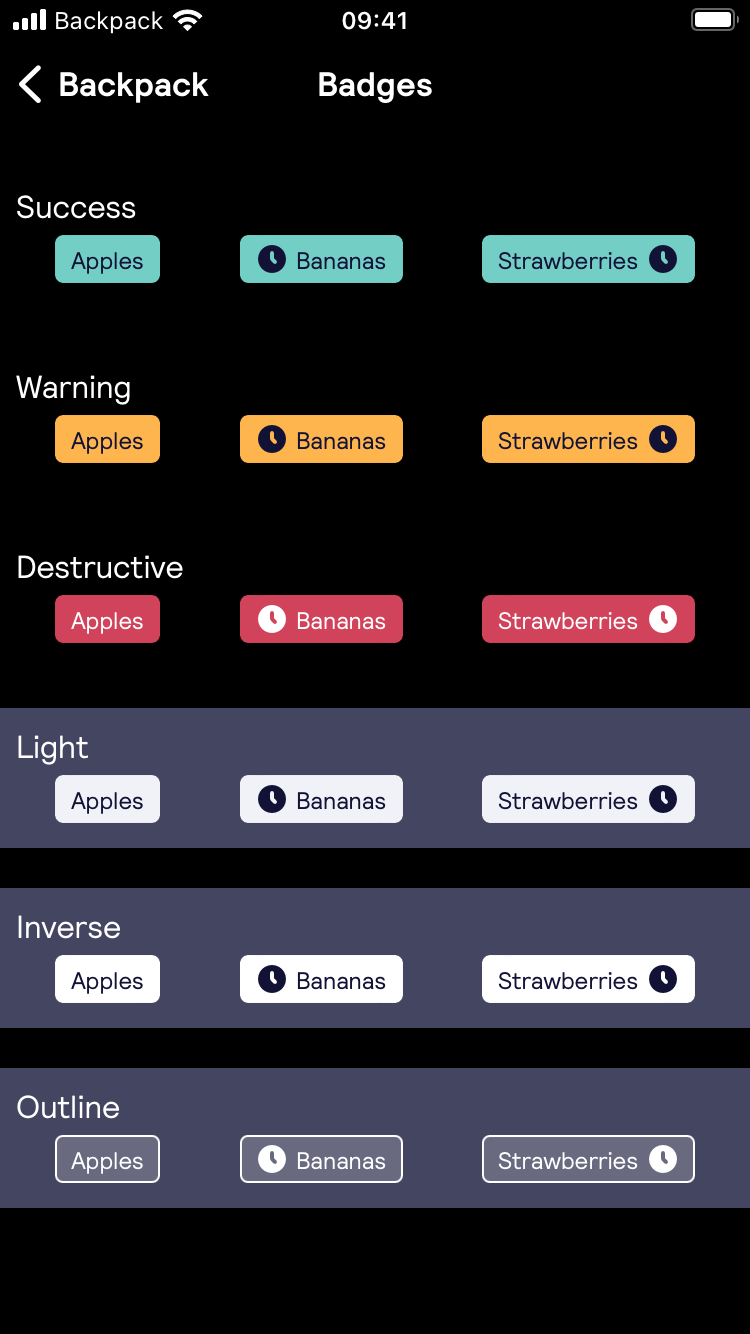 Backpack 09:41
Backpack Badges
Success
Apples Bananas Strawberries
Warning
Apples Bananas Strawberries
Destructive
Apples Bananas Strawberries
Light
Apples Bananas Strawberries
Inverse
Apples Bananas Strawberries
Outline
Apples Bananas Strawberries